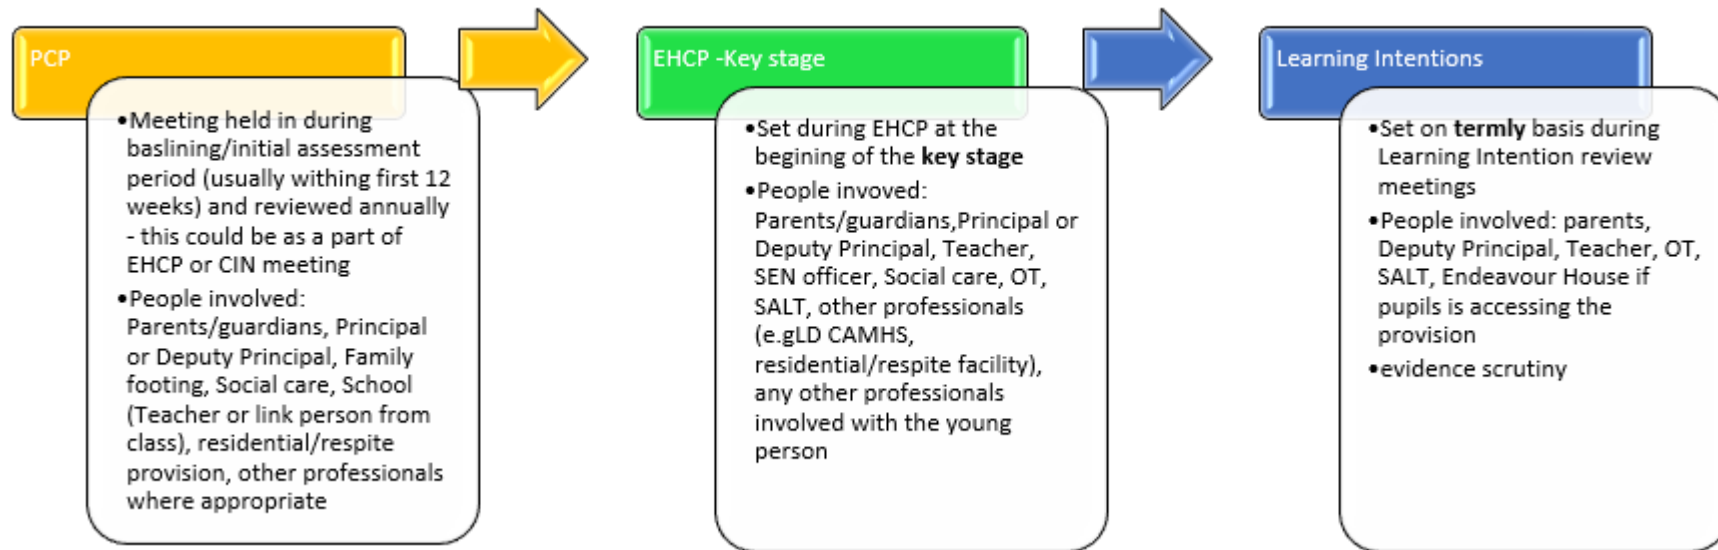 PCP
•Meeting held in during
baslining/initial assessment
period (usually withing first 12
weeks) and reviewed annually
- this could be as a part of
EHCP or CIN meeting
•People involved:
Parents/guardians, Principal
or Deputy Principal, Family
footing, Social care, School
(Teacher or link person from
class), residential/respite
provision, other professionals
where appropriate
EHCP -Key stage
•Set during EHCP at the
begining of the key stage
•People invoved:
Parents/guardians,Principal or
Deputy Principal, Teacher,
SEN officer, Social care, OT,
SALT, other professionals
(e.gLD CAMHS,
residential/respite facility),
any other professionals
involved with the young
person
Learning Intentions
•Set on termly basis during
Learning Intention review
meetings
•People involved: parents,
Deputy Principal, Teacher, OT,
SALT, Endeavour House if
pupils is accessing the
provision
•evidence scrutiny